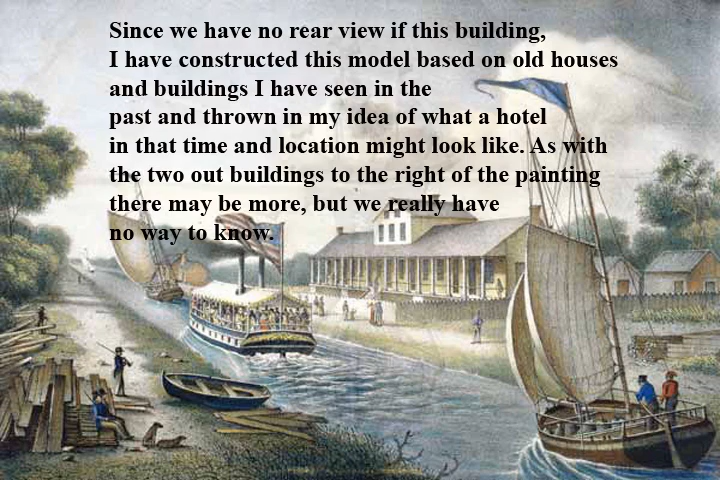 Since we have no rear view if this building,
I have constructed this model based on old houses
and buildings I have seen in the
past and thrown in my idea of what a hotel
in that time and location might look like. As with
the two out buildings to the right of the painting
there may be more, but we really have
no way to know.